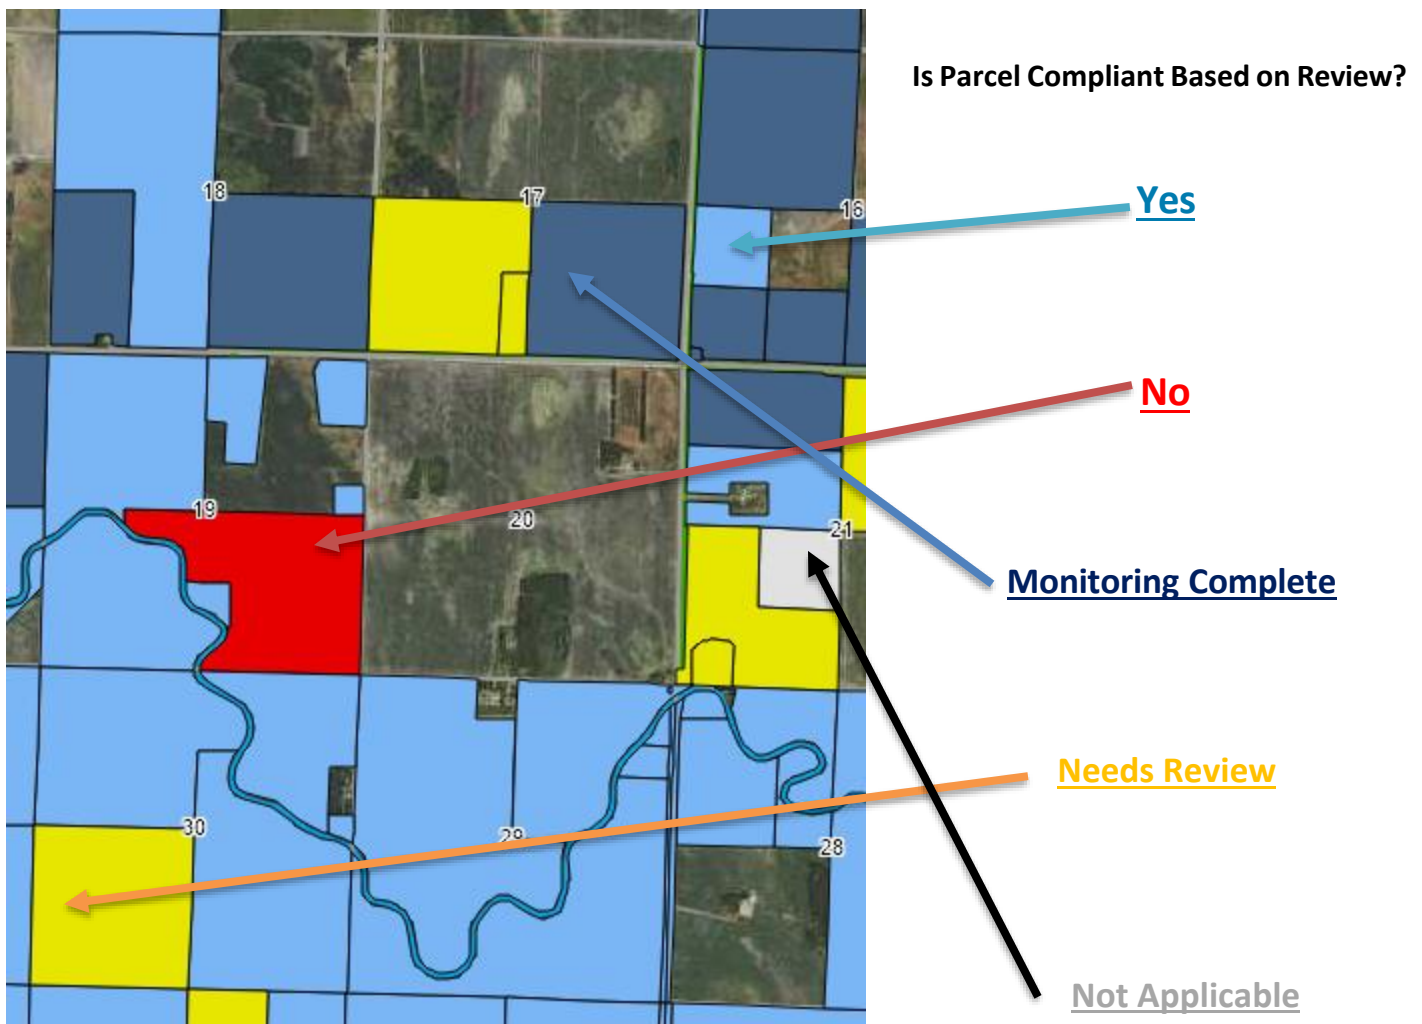 Is Parcel Compliant Based on Review?
18
17
16
Yes
No
19
20
21
Monitoring Complete
Needs Review
30
29
28
Not Applicable